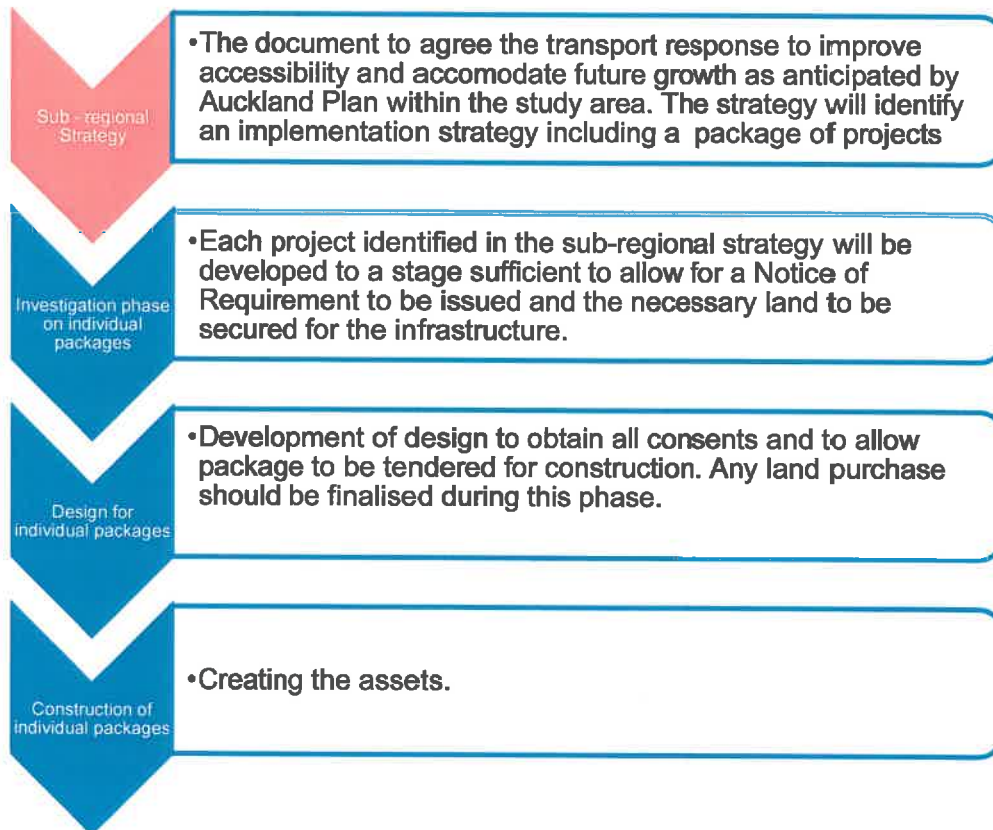 Sub - regional
Strategy
•The document to agree the transport response to improve
accessibility and accomodate future growth as anticipated by
Auckland Plan within the study area. The strategy will identify
an implementation strategy including a package of projects
Investigation phase
on individual
packages
•Each project identified in the sub-regional strategy will be
developed to a stage sufficient to allow for a Notice of
Requirement to be issued and the necessary land to be
secured for the infrastructure.
Design for
individual packages
•Development of design to obtain all consents and to allow
package to be tendered for construction. Any land purchase
should be finalised during this phase.
Construction of
individual packages
•Creating the assets.